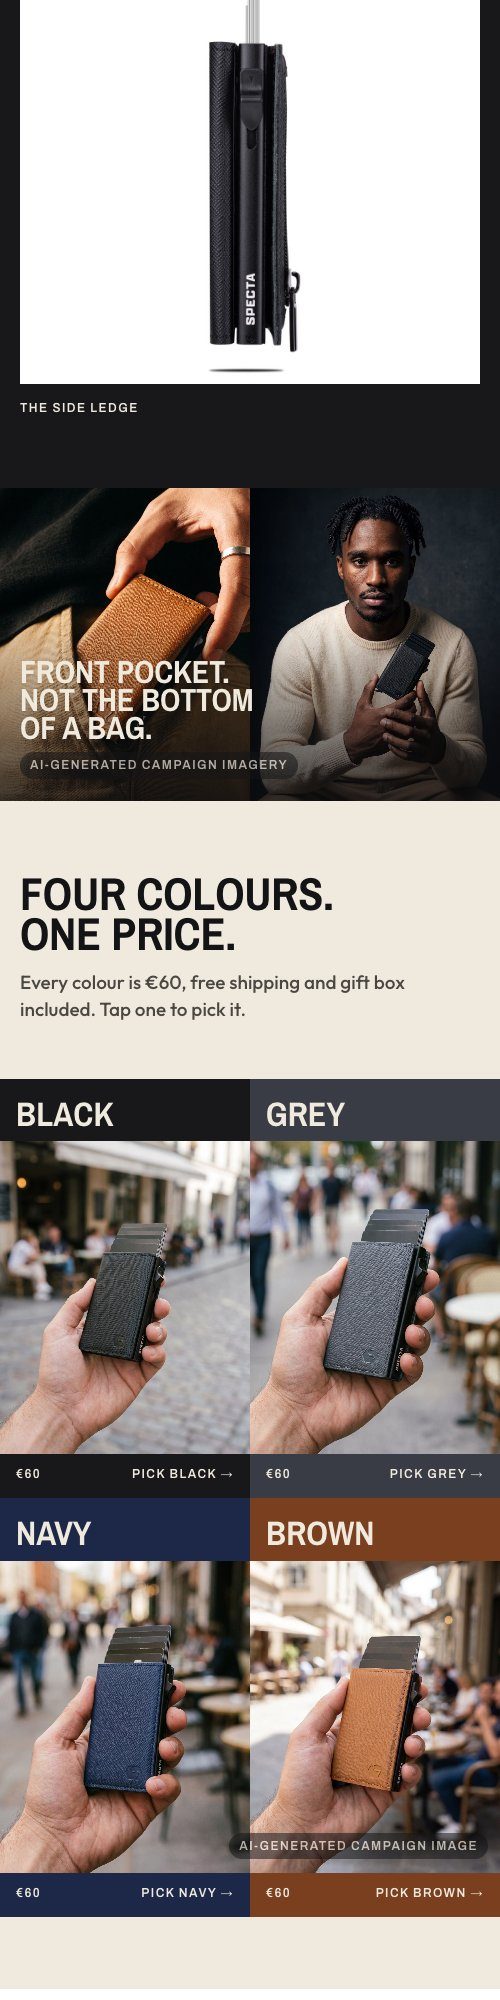 SPECTA
THE SIDE LEDGE
FRONT POCKET.
NOT THE BOTTOM
OF A BAG.
AI-GENERATED CAMPAIGN IMAGERY
FOUR COLOURS.
ONE PRICE.
Every colour is €60, free shipping and gift box
included. Tap one to pick it.
BLACK
GREY
€60
PICK BLACK →
€60
PICK GREY →
NAVY
BROWN
AI-GENERATED CAMPAIGN IMAGE
€60
PICK NAVY →
€60
PICK BROWN →